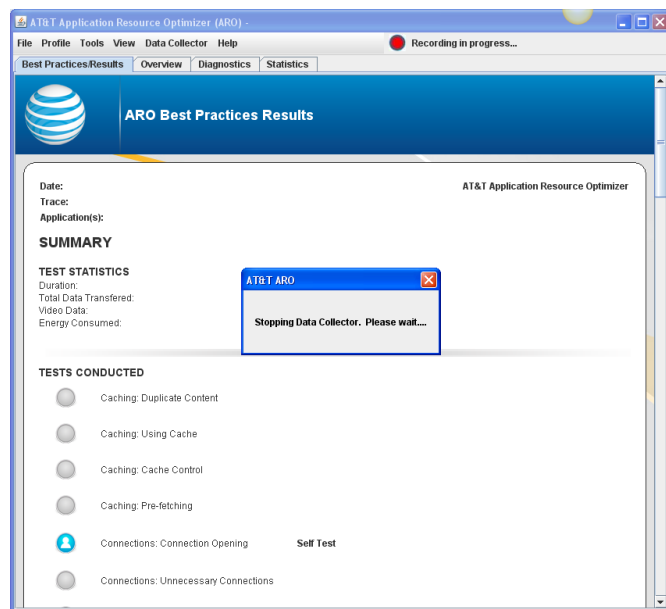 AT&T Application Resource Optimizer (ARO) -
File Profile Tools View Data Collector Help Recording in progress...
Best Practices/Results Overview Diagnostics Statistics
ARO Best Practices Results
Date: AT&T Application Resource Optimizer
Trace:
Application(s):
SUMMARY
TEST STATISTICS
Duration:
Total Data Transfered:
Video Data:
Energy Consumed:
AT&T ARO
Stopping Data Collector. Please wait....
TESTS CONDUCTED
Caching: Duplicate Content
Caching: Using Cache
Caching: Cache Control
Caching: Pre-fetching
Connections: Connection Opening Self Test
Connections: Unnecessary Connections